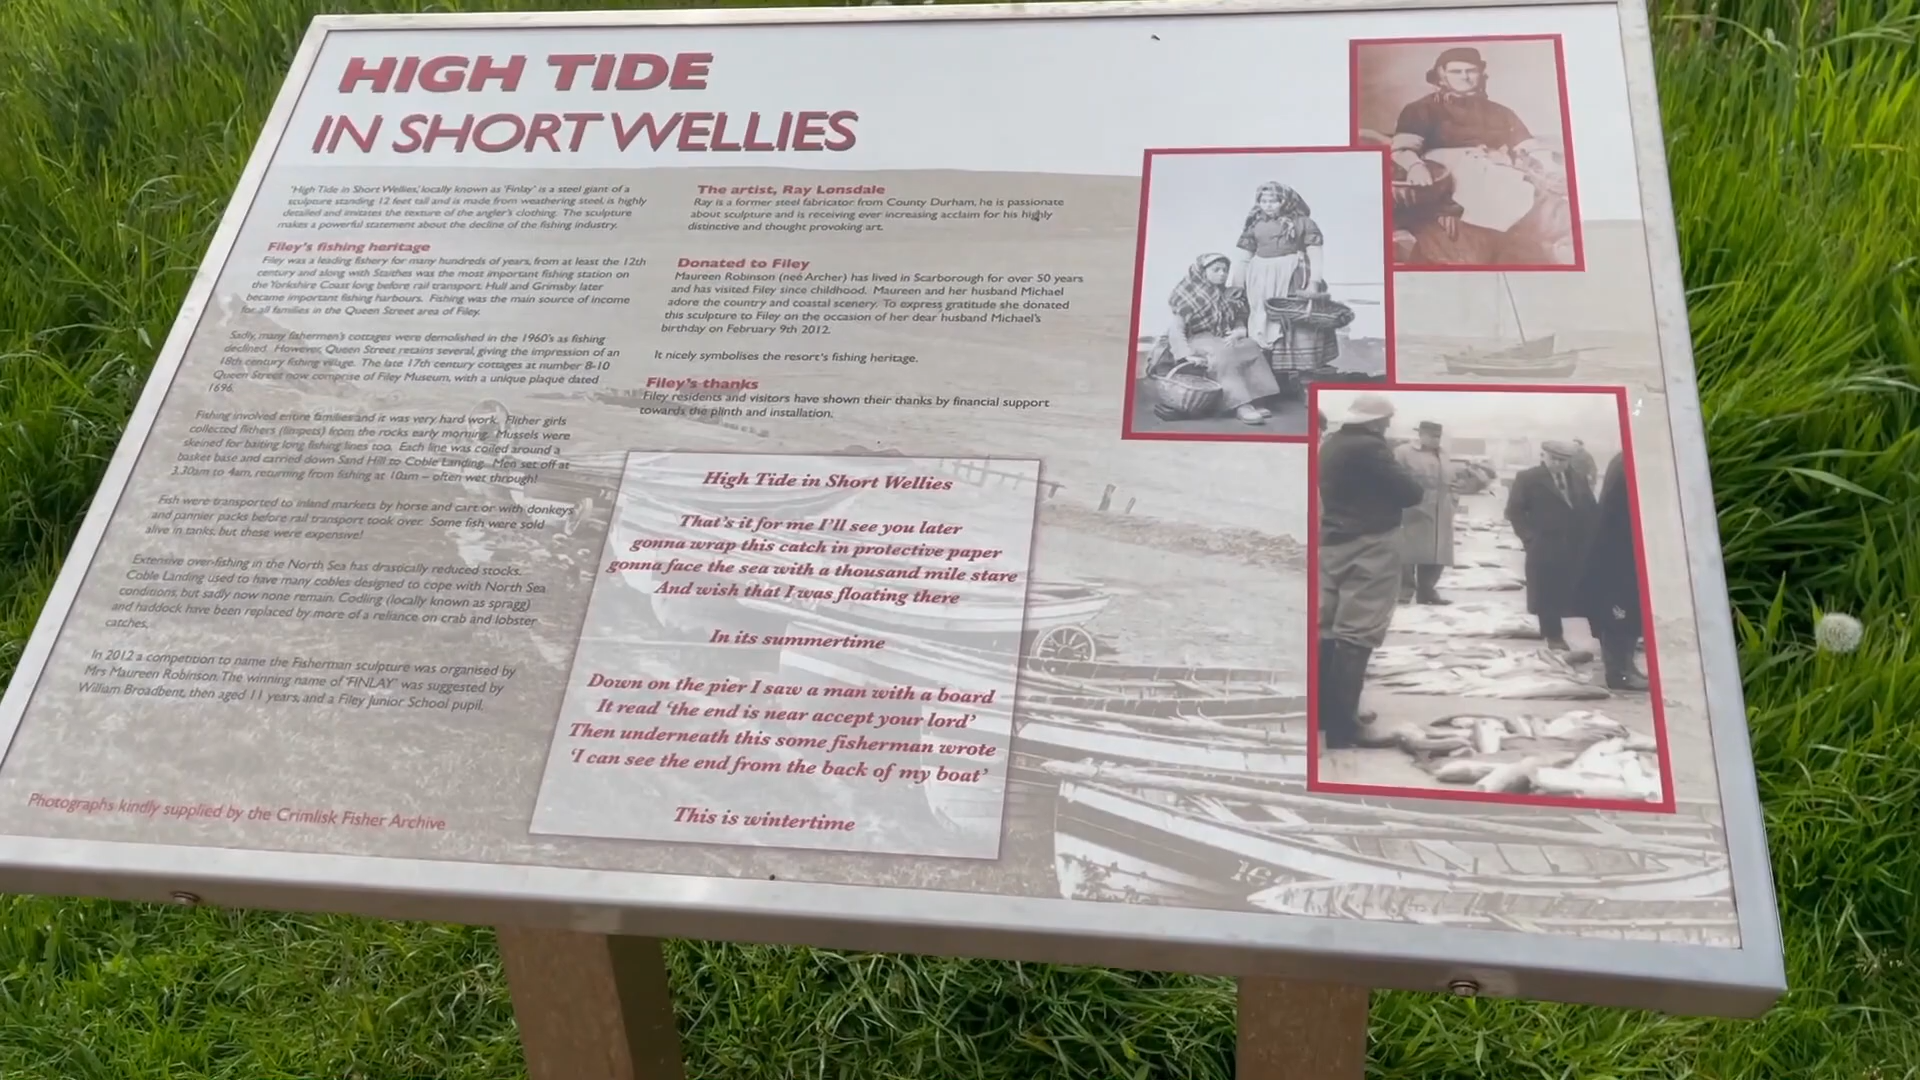 HIGH TIDE
IN SHORT WELLIES
'High Tide in Short Wellies,' locally known as 'Finlay' is a steel giant of a
sculpture standing 12 feet tall and is made from weathering steel, is highly
detailed and imitates the texture of the angler's clothing. The sculpture
makes a powerful statement about the decline of the fishing industry.
Filey's fishing heritage
Filey was a leading fishery for many hundreds of years, from at least the 12th
century and along with Staithes was the most important fishing station on
the Yorkshire Coast long before rail transport. Hull and Grimsby later
became important fishing harbours. Fishing was the main source of income
for all families in the Queen Street area of Filey.
Sadly, many fishermen's cottages were demolished in the 1960's as fishing
declined. However, Queen Street retains several, giving the impression of an
18th century fishing village. The late 17th century cottages at number 8-10
Queen Street now comprise of Filey Museum, with a unique plaque dated
1696.
Fishing involved entire families and it was very hard work. Flither girls
collected flithers (limpets) from the rocks early morning. Mussels were
skeined for baiting long fishing lines too. Each line was coiled around a
basket base and carried down Sand Hill to Coble Landing. Men set off at
3.30am to 4am, returning from fishing at 10am – often wet through!
Fish were transported to inland markets by horse and cart or with donkeys
and pannier packs before rail transport took over. Some fish were sold
alive in tanks, but these were expensive!
Extensive over-fishing in the North Sea has drastically reduced stocks.
Coble Landing used to have many cobles designed to cope with North Sea
conditions, but sadly now none remain. Codling (locally known as spragg)
and haddock have been replaced by more of a reliance on crab and lobster
catches.
In 2012 a competition to name the Fisherman sculpture was organised by
Mrs Maureen Robinson. The winning name of 'FINLAY' was suggested by
William Broadbent, then aged 11 years, and a Filey Junior School pupil.
Photographs kindly supplied by the Crimlisk Fisher Archive
The artist, Ray Lonsdale
Ray is a former steel fabricator from County Durham, he is passionate
about sculpture and is receiving ever increasing acclaim for his highly
distinctive and thought provoking art.
Donated to Filey
Maureen Robinson (neé Archer) has lived in Scarborough for over 50 years
and has visited Filey since childhood. Maureen and her husband Michael
adore the country and coastal scenery. To express gratitude she donated
this sculpture to Filey on the occasion of her dear husband Michael's
birthday on February 9th 2012.
It nicely symbolises the resort's fishing heritage.
Filey's thanks
Filey residents and visitors have shown their thanks by financial support
towards the plinth and installation.
High Tide in Short Wellies
That's it for me I'll see you later
gonna wrap this catch in protective paper
gonna face the sea with a thousand mile stare
And wish that I was floating there
In its summertime
Down on the pier I saw a man with a board
It read 'the end is near accept your lord'
Then underneath this some fisherman wrote
'I can see the end from the back of my boat'
This is wintertime